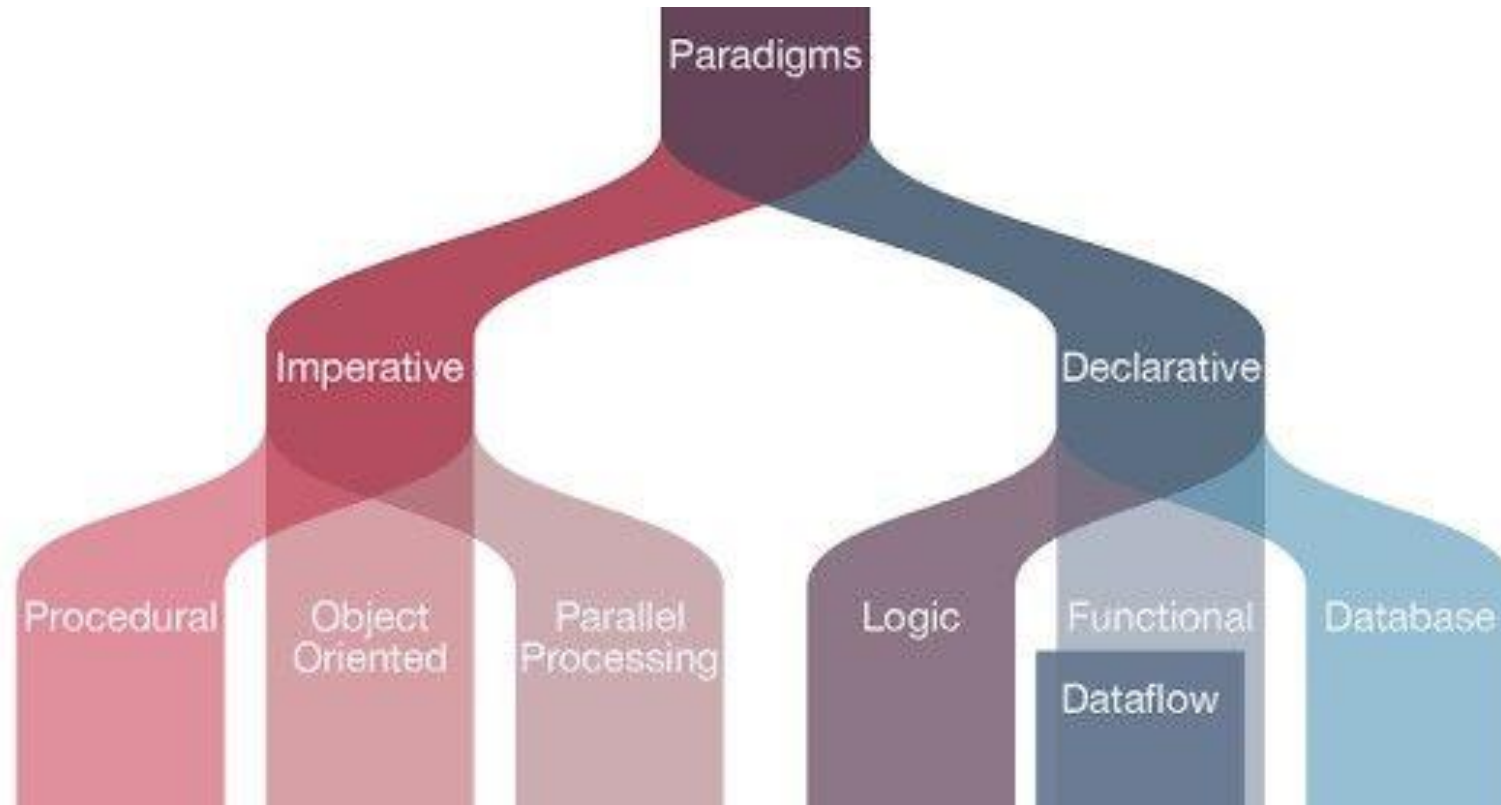 Paradigms
Imperative
Declarative
Procedural
Object
Oriented
Parallel
Processing
Logic
Functional
Database
Dataflow